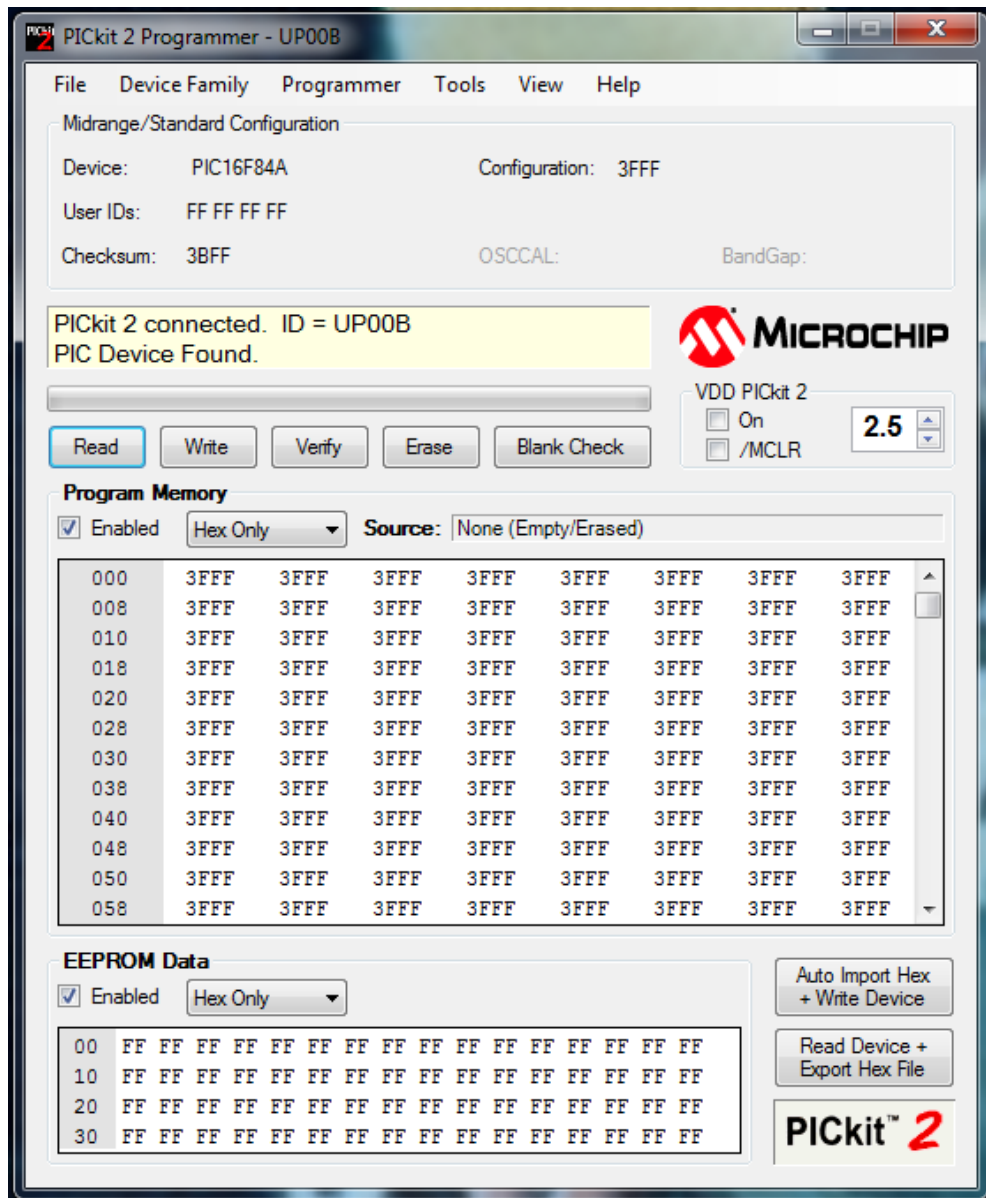 PICkit 2 Programmer - UP00B
File Device Family Programmer Tools View Help
Midrange/Standard Configuration
Device: PIC16F84A Configuration: 3FFF
User IDs: FF FF FF FF
Checksum: 3BFF OSCCAL: BandGap:
PICkit 2 connected. ID = UP00B
PIC Device Found.
MICROCHIP
VDD PICkit 2
On
/MCLR
2.5
Read Write Verify Erase Blank Check
Program Memory
Enabled Hex Only Source: None (Empty/Erased)
000 3FFF 3FFF 3FFF 3FFF 3FFF 3FFF 3FFF 3FFF
008 3FFF 3FFF 3FFF 3FFF 3FFF 3FFF 3FFF 3FFF
010 3FFF 3FFF 3FFF 3FFF 3FFF 3FFF 3FFF 3FFF
018 3FFF 3FFF 3FFF 3FFF 3FFF 3FFF 3FFF 3FFF
020 3FFF 3FFF 3FFF 3FFF 3FFF 3FFF 3FFF 3FFF
028 3FFF 3FFF 3FFF 3FFF 3FFF 3FFF 3FFF 3FFF
030 3FFF 3FFF 3FFF 3FFF 3FFF 3FFF 3FFF 3FFF
038 3FFF 3FFF 3FFF 3FFF 3FFF 3FFF 3FFF 3FFF
040 3FFF 3FFF 3FFF 3FFF 3FFF 3FFF 3FFF 3FFF
048 3FFF 3FFF 3FFF 3FFF 3FFF 3FFF 3FFF 3FFF
050 3FFF 3FFF 3FFF 3FFF 3FFF 3FFF 3FFF 3FFF
058 3FFF 3FFF 3FFF 3FFF 3FFF 3FFF 3FFF 3FFF
EEPROM Data
Enabled Hex Only
00 FF FF FF FF FF FF FF FF FF FF FF FF FF FF FF FF
10 FF FF FF FF FF FF FF FF FF FF FF FF FF FF FF FF
20 FF FF FF FF FF FF FF FF FF FF FF FF FF FF FF FF
30 FF FF FF FF FF FF FF FF FF FF FF FF FF FF FF FF
Auto Import Hex
+ Write Device
Read Device +
Export Hex File
PICkit™ 2